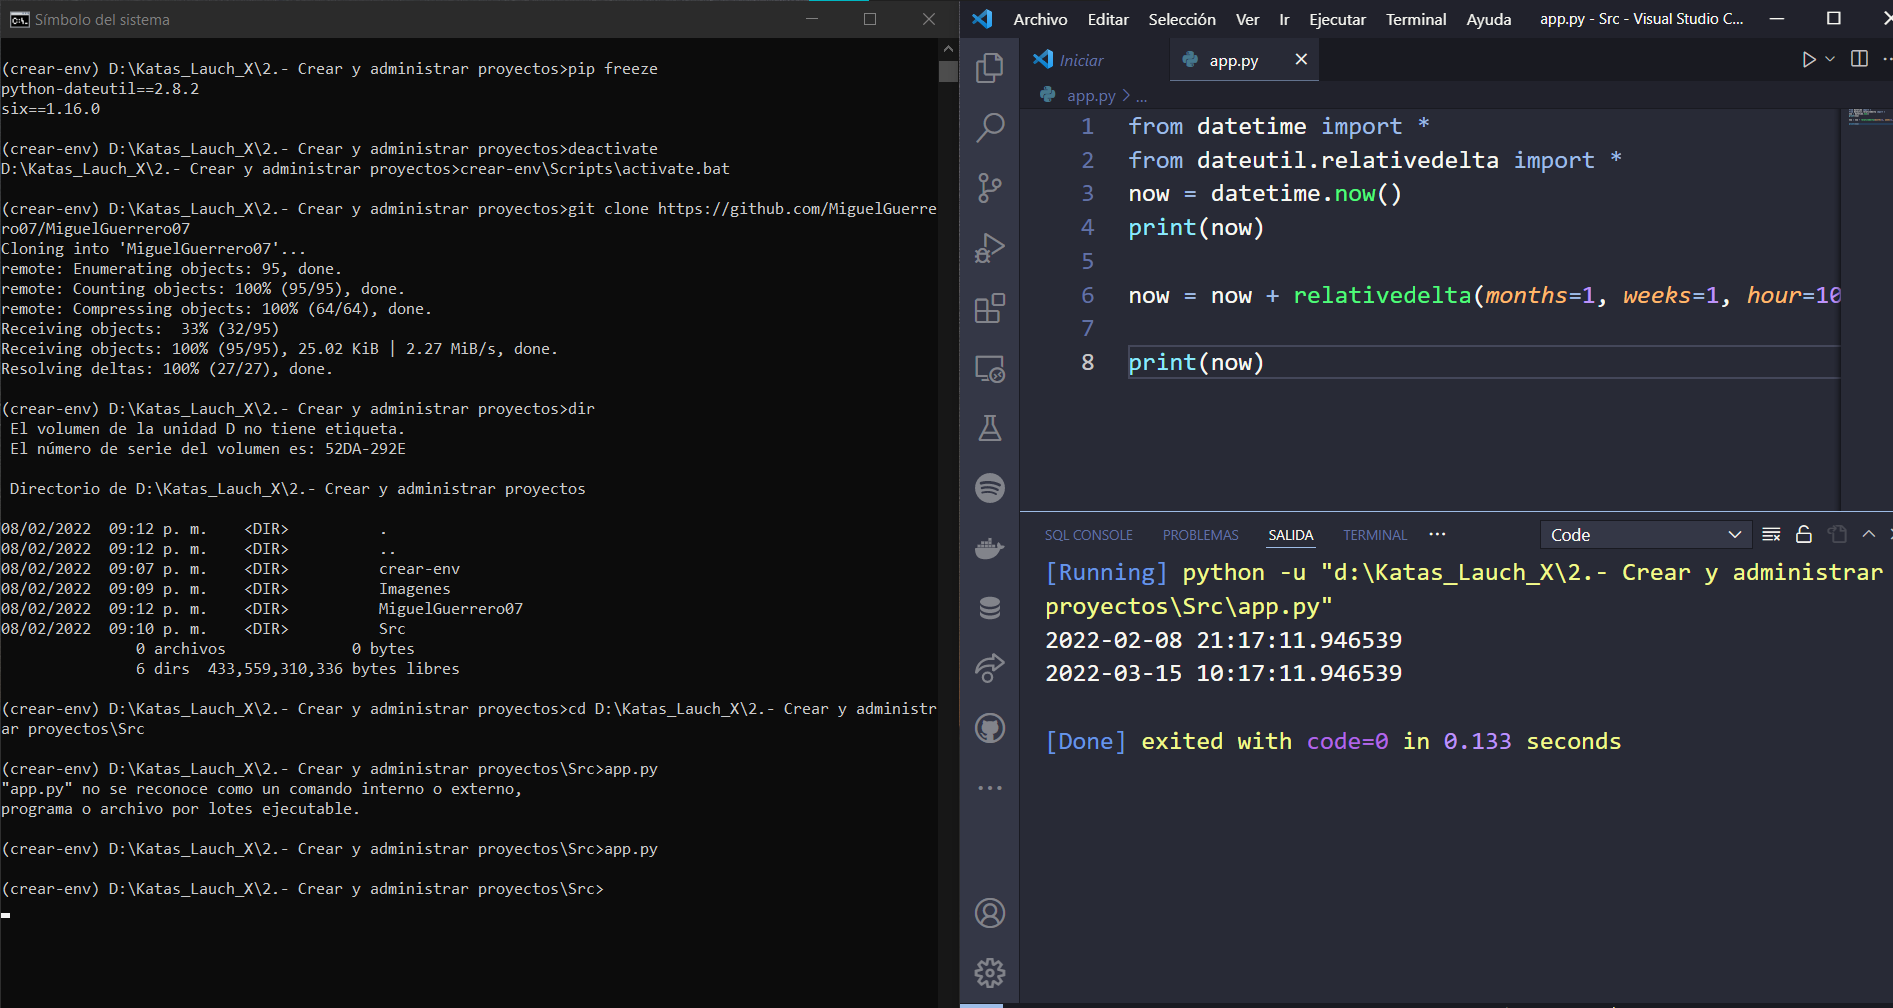 Símbolo del sistema
(crear-env) D:\Katas_Lauch_X\2.- Crear y administrar proyectos>pip freeze
python-dateutil==2.8.2
six==1.16.0
(crear-env) D:\Katas_Lauch_X\2.- Crear y administrar proyectos>deactivate
D:\Katas_Lauch_X\2.- Crear y administrar proyectos>crear-env\Scripts\activate.bat
(crear-env) D:\Katas_Lauch_X\2.- Crear y administrar proyectos>git clone https://github.com/MiguelGuerre
ro07/MiguelGuerrero07
Cloning into 'MiguelGuerrero07'...
remote: Enumerating objects: 95, done.
remote: Counting objects: 100% (95/95), done.
remote: Compressing objects: 100% (64/64), done.
Receiving objects:  33% (32/95)
Receiving objects: 100% (95/95), 25.02 KiB | 2.27 MiB/s, done.
Resolving deltas: 100% (27/27), done.
(crear-env) D:\Katas_Lauch_X\2.- Crear y administrar proyectos>dir
El volumen de la unidad D no tiene etiqueta.
El número de serie del volumen es: 52DA-292E
Directorio de D:\Katas_Lauch_X\2.- Crear y administrar proyectos
08/02/2022  09:12 p. m.    <DIR>          .
08/02/2022  09:12 p. m.    <DIR>          ..
08/02/2022  09:07 p. m.    <DIR>          crear-env
08/02/2022  09:09 p. m.    <DIR>          Imagenes
08/02/2022  09:12 p. m.    <DIR>          MiguelGuerrero07
08/02/2022  09:10 p. m.    <DIR>          Src
0 archivos              0 bytes
6 dirs  433,559,310,336 bytes libres
(crear-env) D:\Katas_Lauch_X\2.- Crear y administrar proyectos>cd D:\Katas_Lauch_X\2.- Crear y administr
ar proyectos\Src
(crear-env) D:\Katas_Lauch_X\2.- Crear y administrar proyectos\Src>app.py
"app.py" no se reconoce como un comando interno o externo,
programa o archivo por lotes ejecutable.
(crear-env) D:\Katas_Lauch_X\2.- Crear y administrar proyectos\Src>app.py
(crear-env) D:\Katas_Lauch_X\2.- Crear y administrar proyectos\Src>
Archivo Editar Selección Ver Ir Ejecutar Terminal Ayuda app.py - Src - Visual Studio C...
Iniciar app.py
app.py > ...
1 from datetime import *
2 from dateutil.relativedelta import *
3 now = datetime.now()
4 print(now)
5
6 now = now + relativedelta(months=1, weeks=1, hour=10
7
8 print(now)
SQL CONSOLE PROBLEMAS SALIDA TERMINAL ... Code
[Running] python -u "d:\Katas_Lauch_X\2.- Crear y administrar
proyectos\Src\app.py"
2022-02-08 21:17:11.946539
2022-03-15 10:17:11.946539
[Done] exited with code=0 in 0.133 seconds